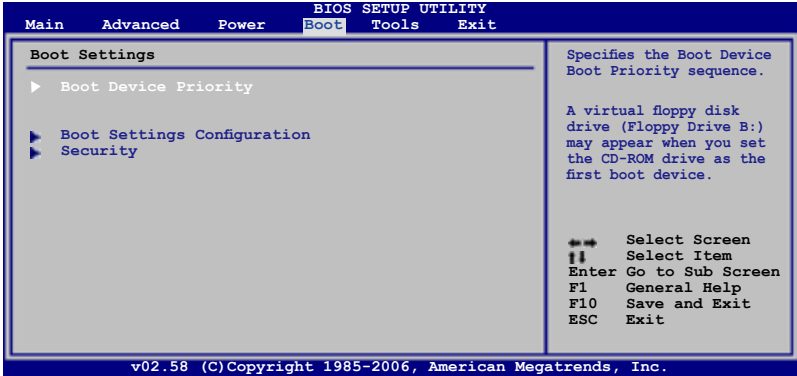 BIOS SETUP UTILITY
Main Advanced Power Boot Tools Exit
Boot Settings
Boot Device Priority
Boot Settings Configuration
Security
Specifies the Boot Device
Boot Priority sequence.
A virtual floppy disk
drive (Floppy Drive B:)
may appear when you set
the CD-ROM drive as the
first boot device.
Select Screen
Select Item
Enter Go to Sub Screen
F1 General Help
F10 Save and Exit
ESC Exit
v02.58 (C)Copyright 1985-2006, American Megatrends, Inc.